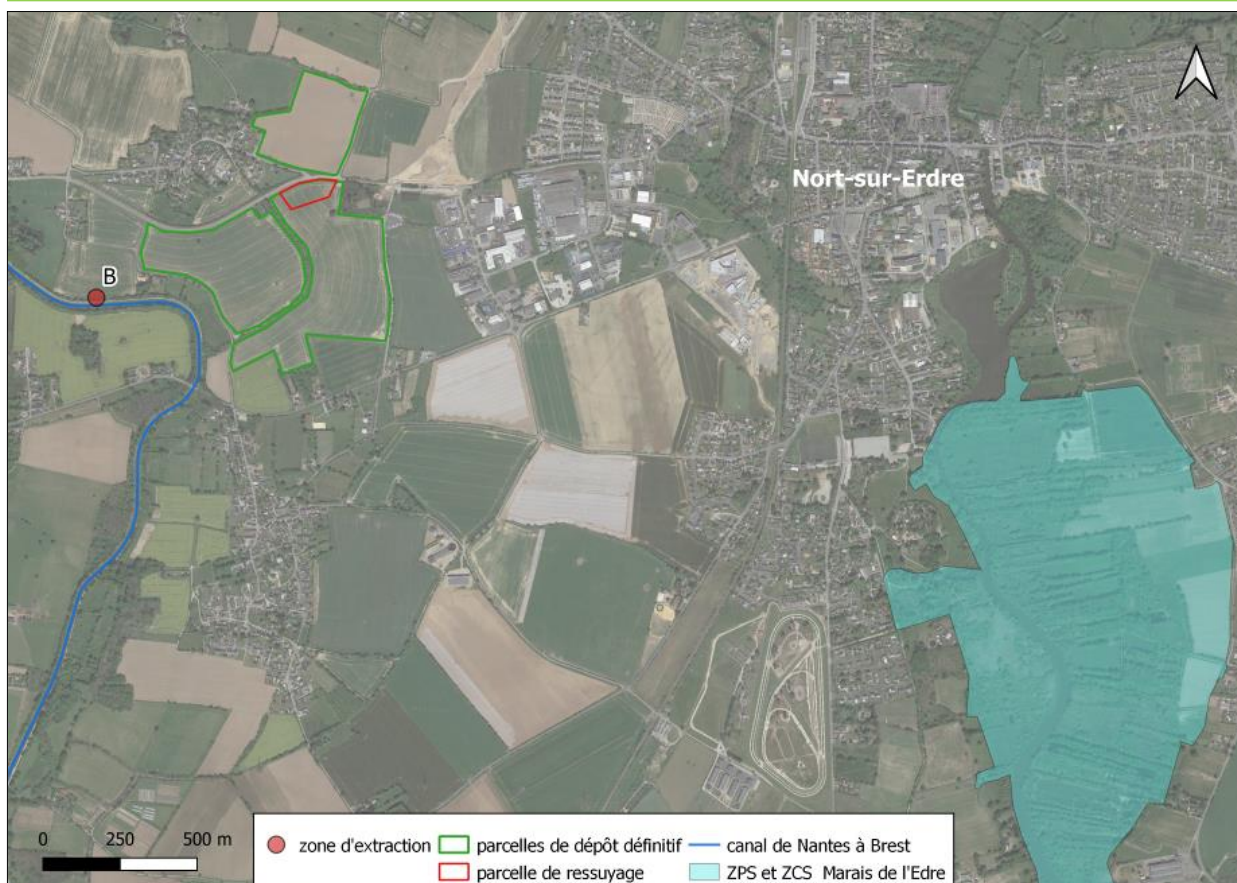 Nort-sur-Erdre
B
0 250 500 m
zone d'extraction
parcelles de dépôt définitif
canal de Nantes à Brest
parcelle de ressuyage
ZPS et ZCS Marais de l'Edre